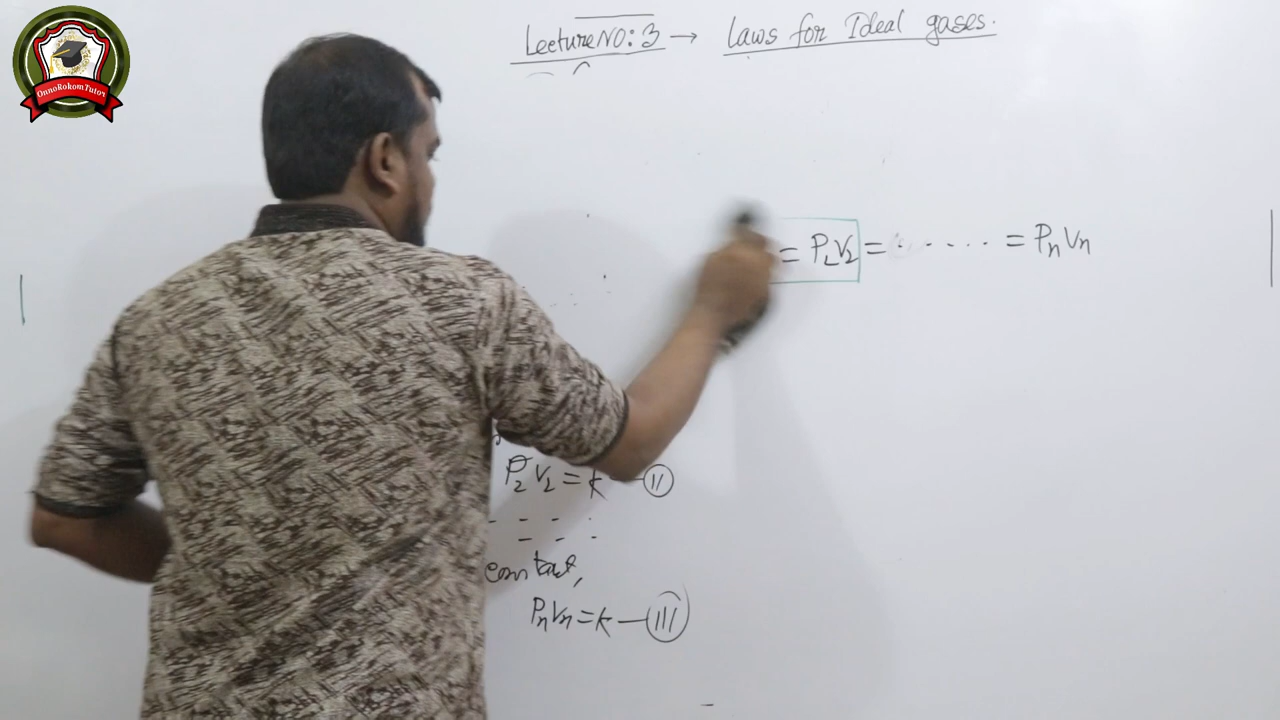 OnnoRokomTutor
Lecture NO: 3 → Laws for Ideal gases.
= P₂V₂ = ..... = PₙVₙ
P₂V₂ = K — (II)
constant,
PₙVₙ = K — (III)